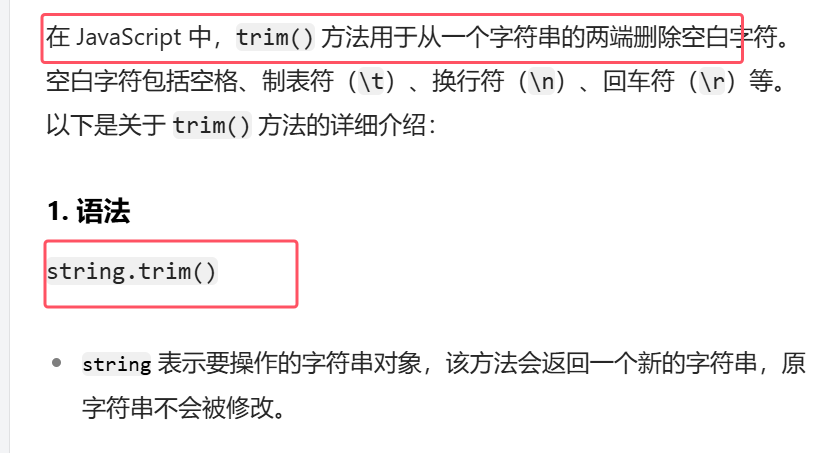 在 JavaScript 中，trim() 方法用于从一个字符串的两端删除空白字符。
空白字符包括空格、制表符（\t）、换行符（\n）、回车符（\r）等。
以下是关于 trim() 方法的详细介绍：
1. 语法
string.trim()
• string 表示要操作的字符串对象，该方法会返回一个新的字符串，原
字符串不会被修改。